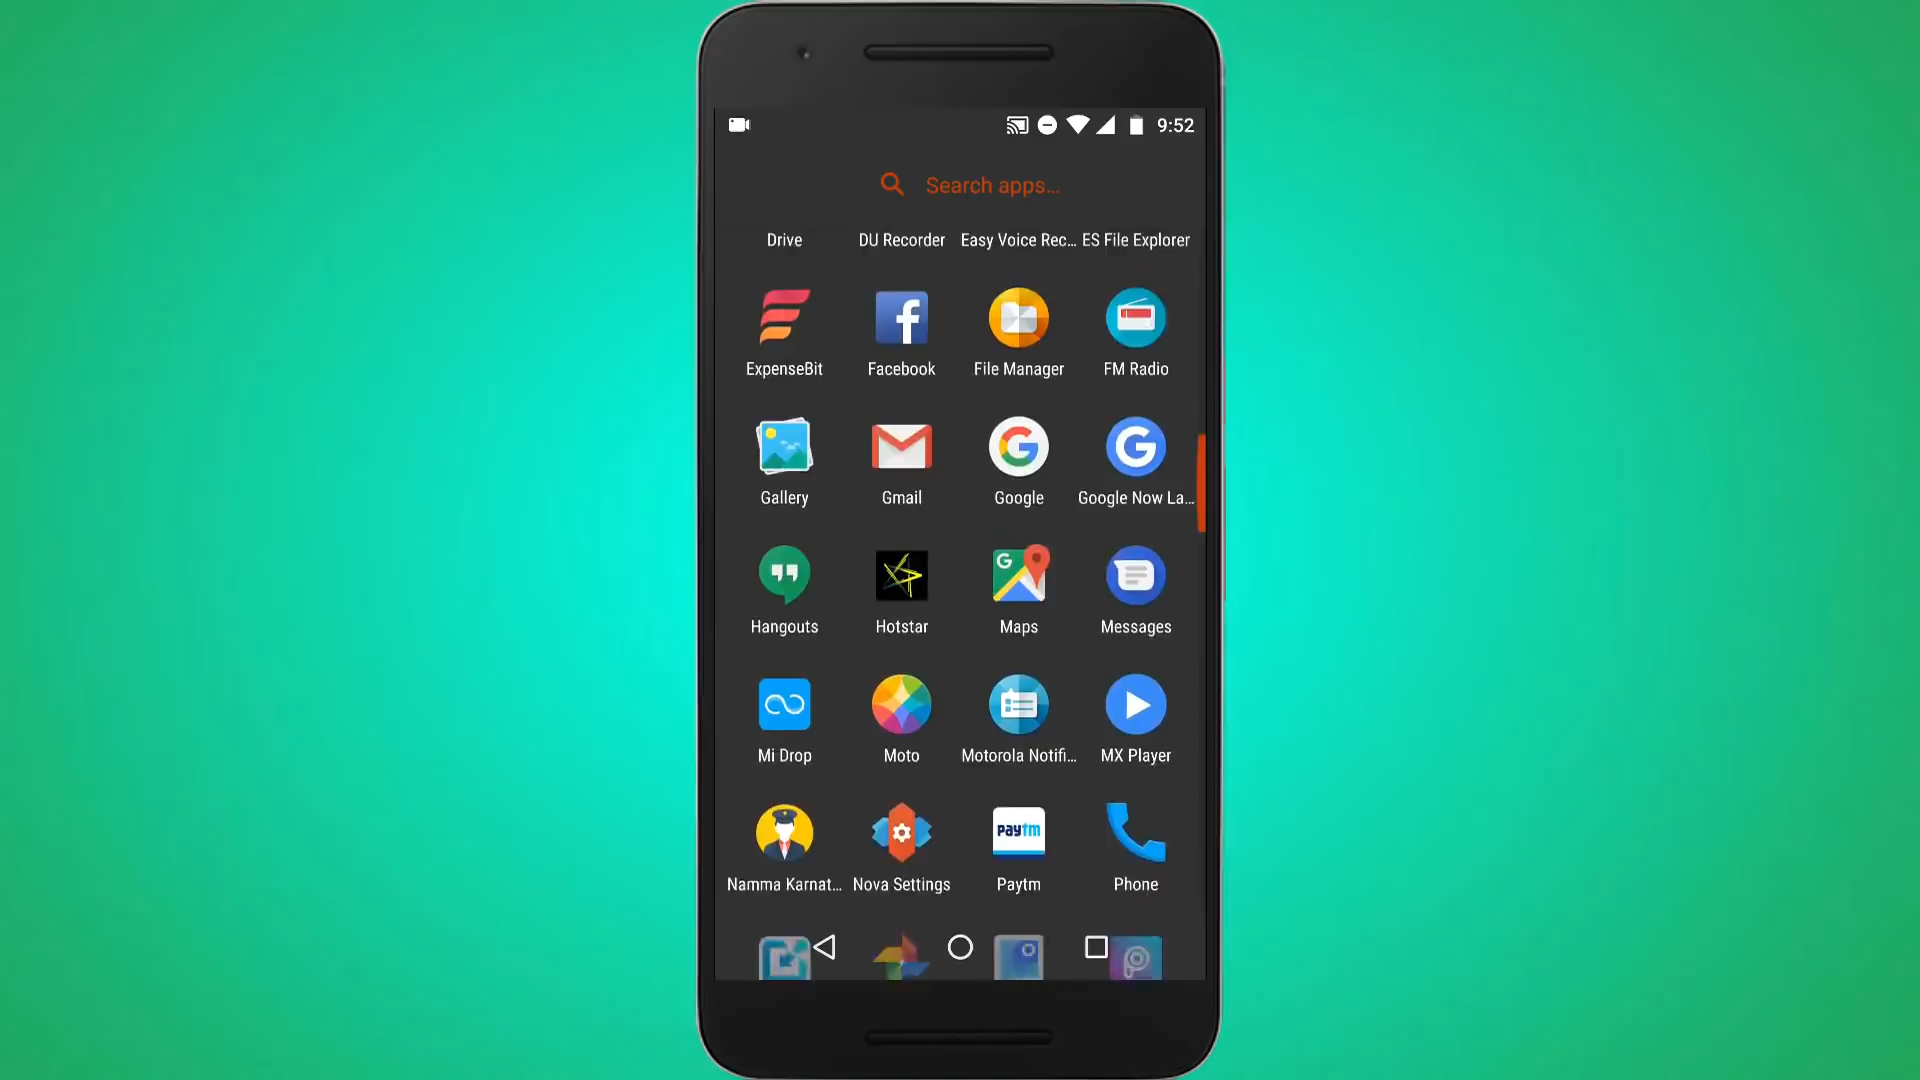 9:52
Search apps...
Drive DU Recorder Easy Voice Rec... ES File Explorer
ExpenseBit Facebook File Manager FM Radio
Gallery Gmail Google Google Now La...
Hangouts Hotstar Maps Messages
Mi Drop Moto Motorola Notifi... MX Player
paytm
Namma Karnat... Nova Settings Paytm Phone